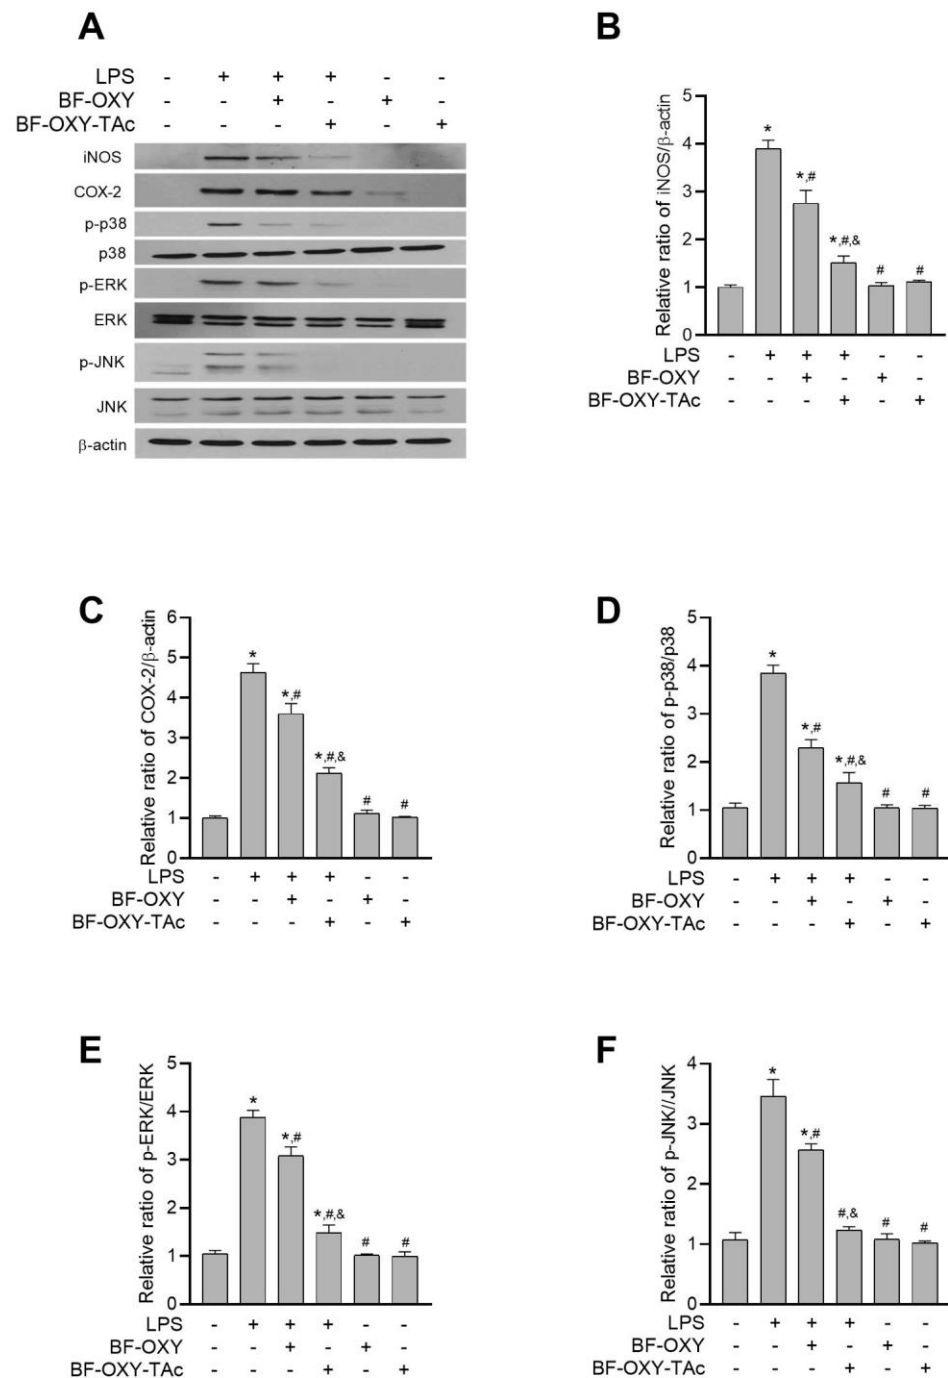 A
LPS - + + + - -
BF-OXY - - + - + -
BF-OXY-TAc - - - + - +
iNOS
COX-2
p-p38
p38
p-ERK
ERK
p-JNK
JNK
β-actin
B
Relative ratio of iNOS/β-actin
5
4
3
2
1
0
*
*,#
*,#,&
#
#
LPS - + + + - -
BF-OXY - - + - + -
BF-OXY-TAc - - - + - +
C
Relative ratio of COX-2/β-actin
6
5
4
3
2
1
0
*
*,#
*,#,&
#
#
LPS - + + + - -
BF-OXY - - + - + -
BF-OXY-TAc - - - + - +
D
Relative ratio of p-p38/p38
5
4
3
2
1
0
*
*,#
*,#,&
#
#
LPS - + + + - -
BF-OXY - - + - + -
BF-OXY-TAc - - - + - +
E
Relative ratio of p-ERK/ERK
5
4
3
2
1
0
*
*,#
*,#,&
#
#
LPS - + + + - -
BF-OXY - - + - + -
BF-OXY-TAc - - - + - +
F
Relative ratio of p-JNK//JNK
4
3
2
1
0
*
*,#
#,&
#
#
LPS - + + + - -
BF-OXY - - + - + -
BF-OXY-TAc - - - + - +